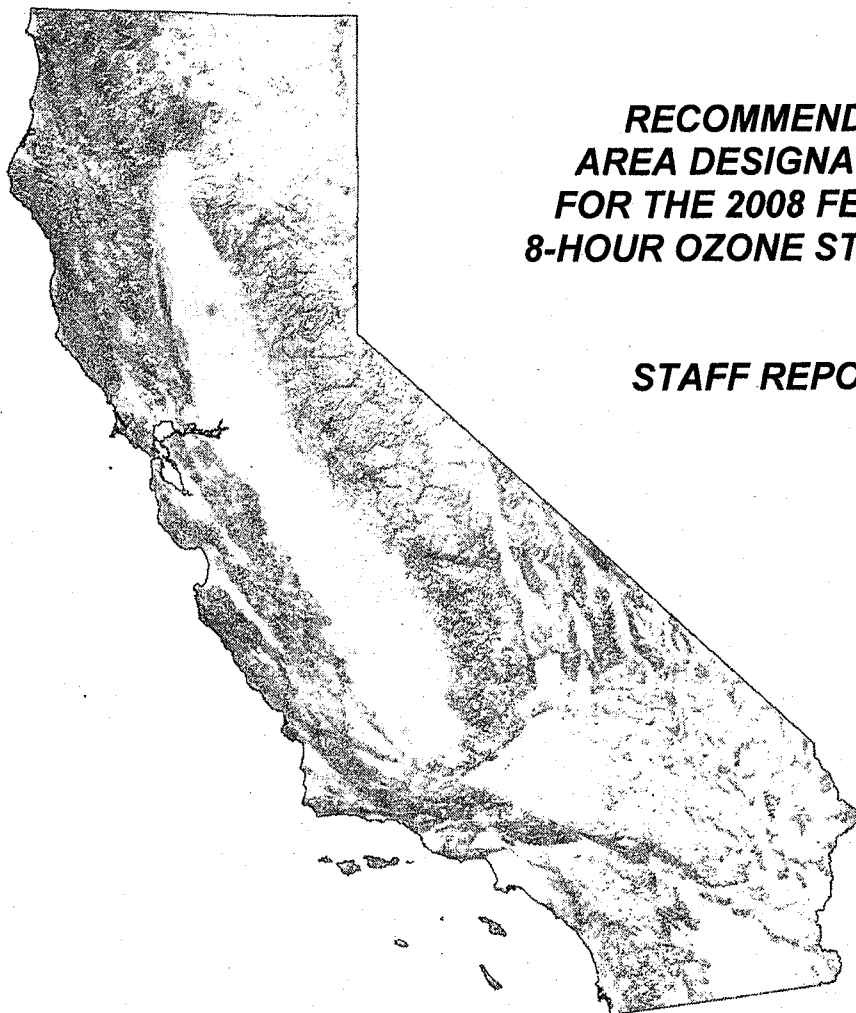 RECOMMEND
AREA DESIGNA
FOR THE 2008 FE
8-HOUR OZONE ST
STAFF REPO